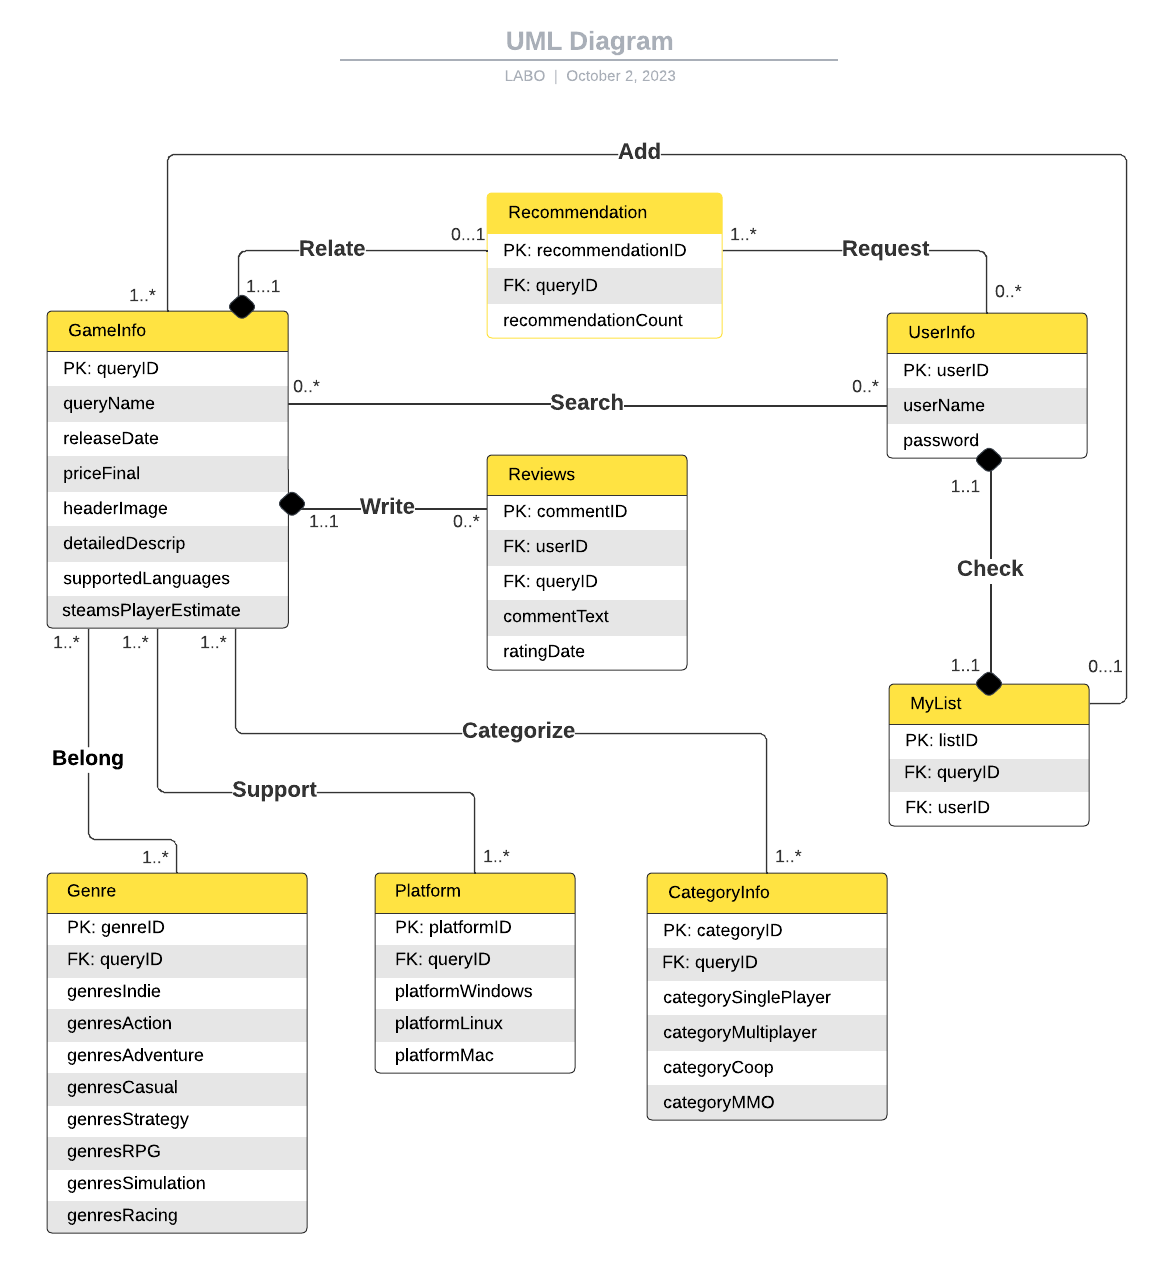 UML Diagram
LABO | October 2, 2023
Add
Recommendation
PK: recommendationID
FK: queryID
recommendationCount
0...1
Relate
1...1
1..*
Request
0..*
1..*
GameInfo
PK: queryID
queryName
releaseDate
priceFinal
headerImage
detailedDescrip
supportedLanguages
steamsPlayerEstimate
UserInfo
PK: userID
userName
password
0..*
Search
0..*
Reviews
PK: commentID
FK: userID
FK: queryID
commentText
ratingDate
1..1
Write
0..*
1..1
Check
1..1
0...1
MyList
PK: listID
FK: queryID
FK: userID
1..*
1..*
1..*
Categorize
Belong
Support
1..*
1..*
1..*
Genre
PK: genreID
FK: queryID
genresIndie
genresAction
genresAdventure
genresCasual
genresStrategy
genresRPG
genresSimulation
genresRacing
Platform
PK: platformID
FK: queryID
platformWindows
platformLinux
platformMac
CategoryInfo
PK: categoryID
FK: queryID
categorySinglePlayer
categoryMultiplayer
categoryCoop
categoryMMO